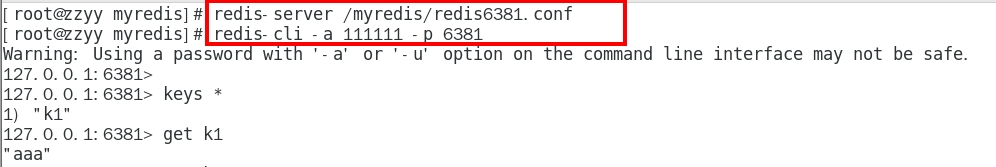 [root@zzyy myredis]# redis-server /myredis/redis6381.conf
[root@zzyy myredis]# redis-cli -a 111111 -p 6381
Warning: Using a password with '-a' or '-u' option on the command line interface may not be safe.
127.0.0.1:6381>
127.0.0.1:6381> keys *
1) "k1"
127.0.0.1:6381> get k1
"aaa"